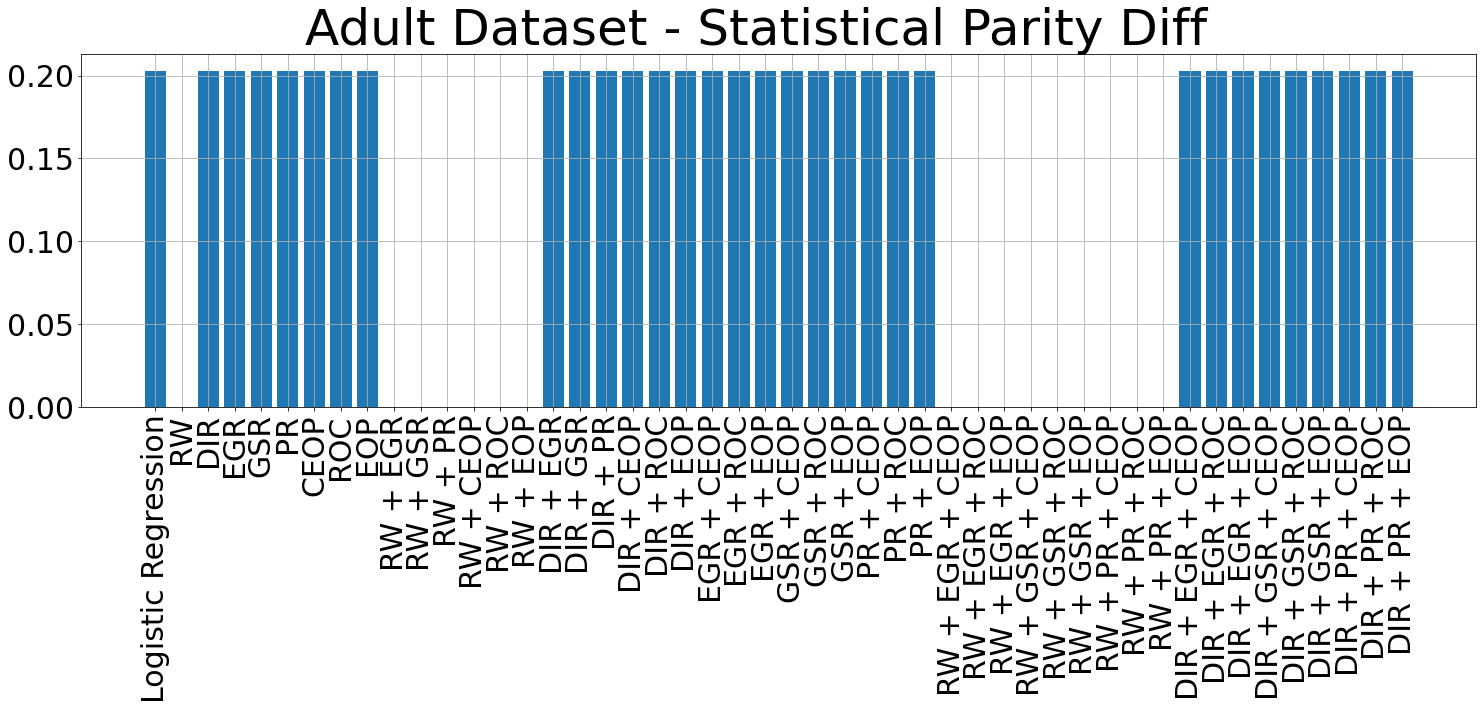 Adult Dataset - Statistical Parity Diff
0.20
0.15
0.10
0.05
0.00
Logistic Regression
RW
DIR
EGR
GSR
PR
CEOP
ROC
EOP
RW + EGR
RW + GSR
RW + PR
RW + CEOP
RW + ROC
RW + EOP
DIR + EGR
DIR + GSR
DIR + PR
DIR + CEOP
DIR + ROC
DIR + EOP
EGR + CEOP
EGR + ROC
EGR + EOP
GSR + CEOP
GSR + ROC
GSR + EOP
PR + CEOP
PR + ROC
PR + EOP
RW + EGR + CEOP
RW + EGR + ROC
RW + EGR + EOP
RW + GSR + CEOP
RW + GSR + ROC
RW + GSR + EOP
RW + PR + CEOP
RW + PR + ROC
RW + PR + EOP
DIR + EGR + CEOP
DIR + EGR + ROC
DIR + EGR + EOP
DIR + GSR + CEOP
DIR + GSR + ROC
DIR + GSR + EOP
DIR + PR + CEOP
DIR + PR + ROC
DIR + PR + EOP